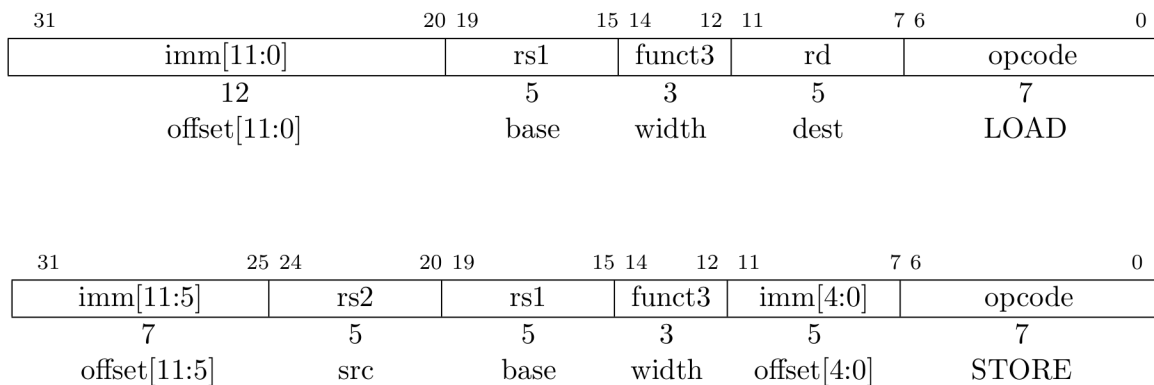 31 20 19 15 14 12 11 7 6 0
imm[11:0] rs1 funct3 rd opcode
12 5 3 5 7
offset[11:0] base width dest LOAD
31 25 24 20 19 15 14 12 11 7 6 0
imm[11:5] rs2 rs1 funct3 imm[4:0] opcode
7 5 5 3 5 7
offset[11:5] src base width offset[4:0] STORE